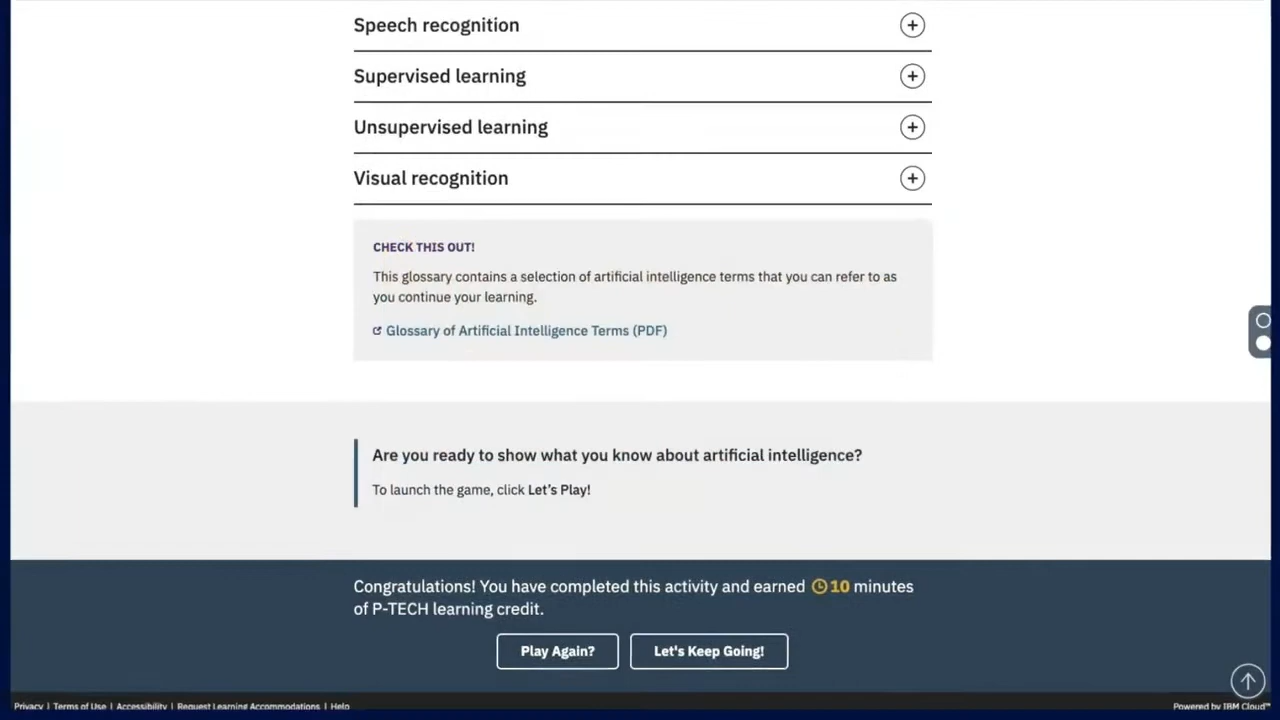 Speech recognition
Supervised learning
Unsupervised learning
Visual recognition
CHECK THIS OUT!
This glossary contains a selection of artificial intelligence terms that you can refer to as
you continue your learning.
Glossary of Artificial Intelligence Terms (PDF)
Are you ready to show what you know about artificial intelligence?
To launch the game, click Let's Play!
Congratulations! You have completed this activity and earned 10 minutes
of P-TECH learning credit.
Play Again? Let's Keep Going!
Privacy | Terms of Use | Accessibility | Request Learning Accommodations | Help Powered by IBM Cloud™